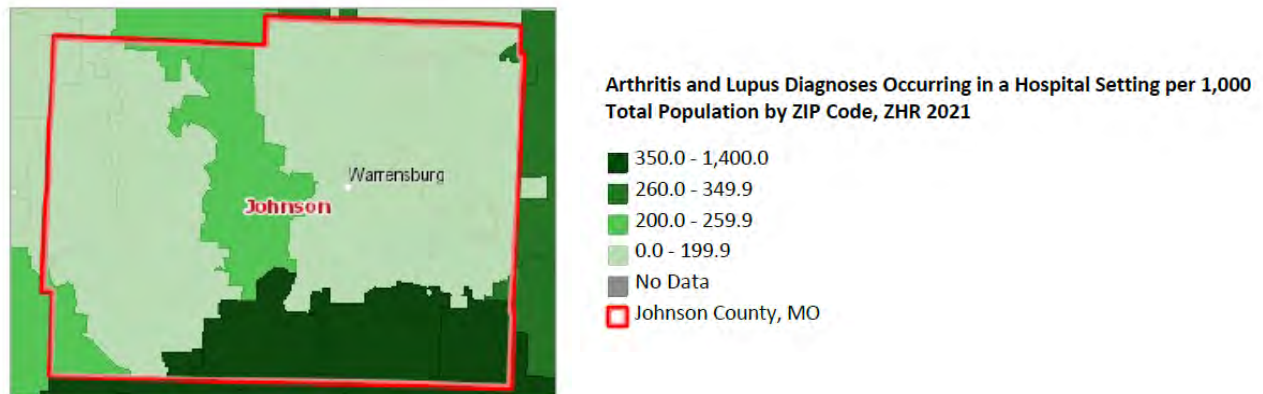 Warrensburg
Johnson
Arthritis and Lupus Diagnoses Occurring in a Hospital Setting per 1,000
Total Population by ZIP Code, ZHR 2021
350.0 - 1,400.0
260.0 - 349.9
200.0 - 259.9
0.0 - 199.9
No Data
Johnson County, MO